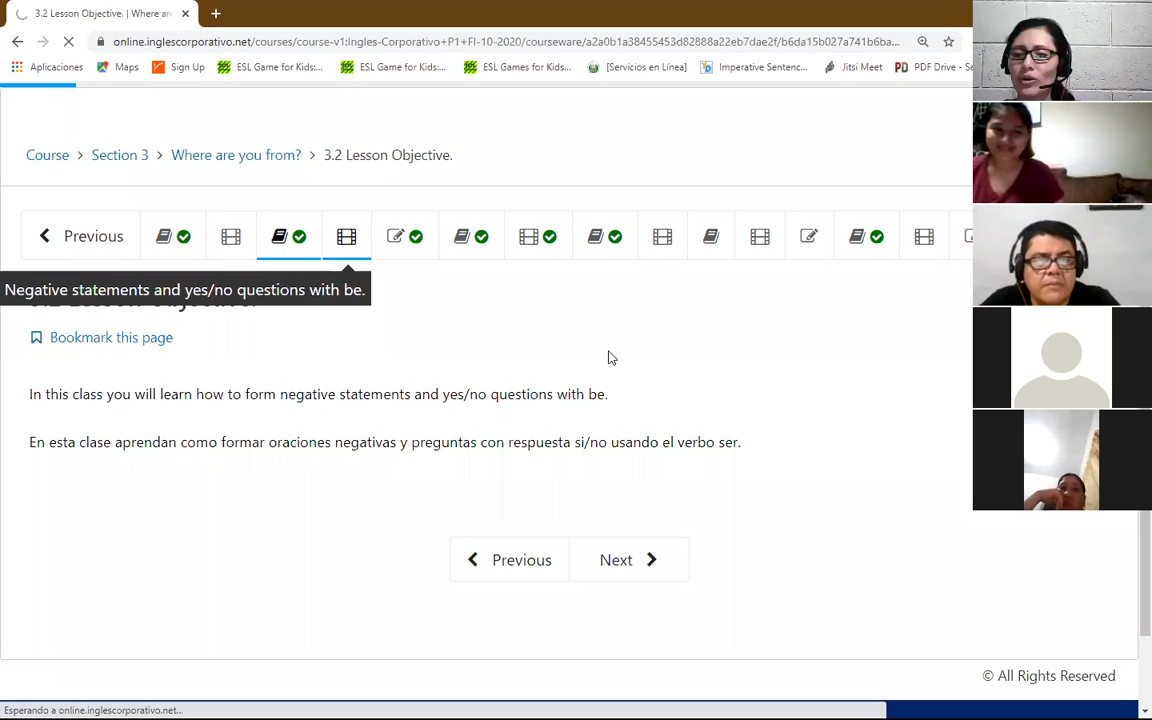 3.2 Lesson Objective. | Where are
online.inglescorporativo.net/courses/course-v1:Ingles-Corporativo+P1+FI-10-2020/courseware/a2a0b1a38455453d82888a22eb7dae2f/b6da15b027a741b6ba...
Aplicaciones Maps Sign Up ESL Game for Kids:... ESL Game for Kids:... ESL Games for Kids... [Servicios en Línea] Imperative Sentenc... Jitsi Meet PDF Drive - Se
Course > Section 3 > Where are you from? > 3.2 Lesson Objective.
Previous
Negative statements and yes/no questions with be.
Bookmark this page
In this class you will learn how to form negative statements and yes/no questions with be.
En esta clase aprendan como formar oraciones negativas y preguntas con respuesta si/no usando el verbo ser.
Previous Next
© All Rights Reserved
Esperando a online.inglescorporativo.net...